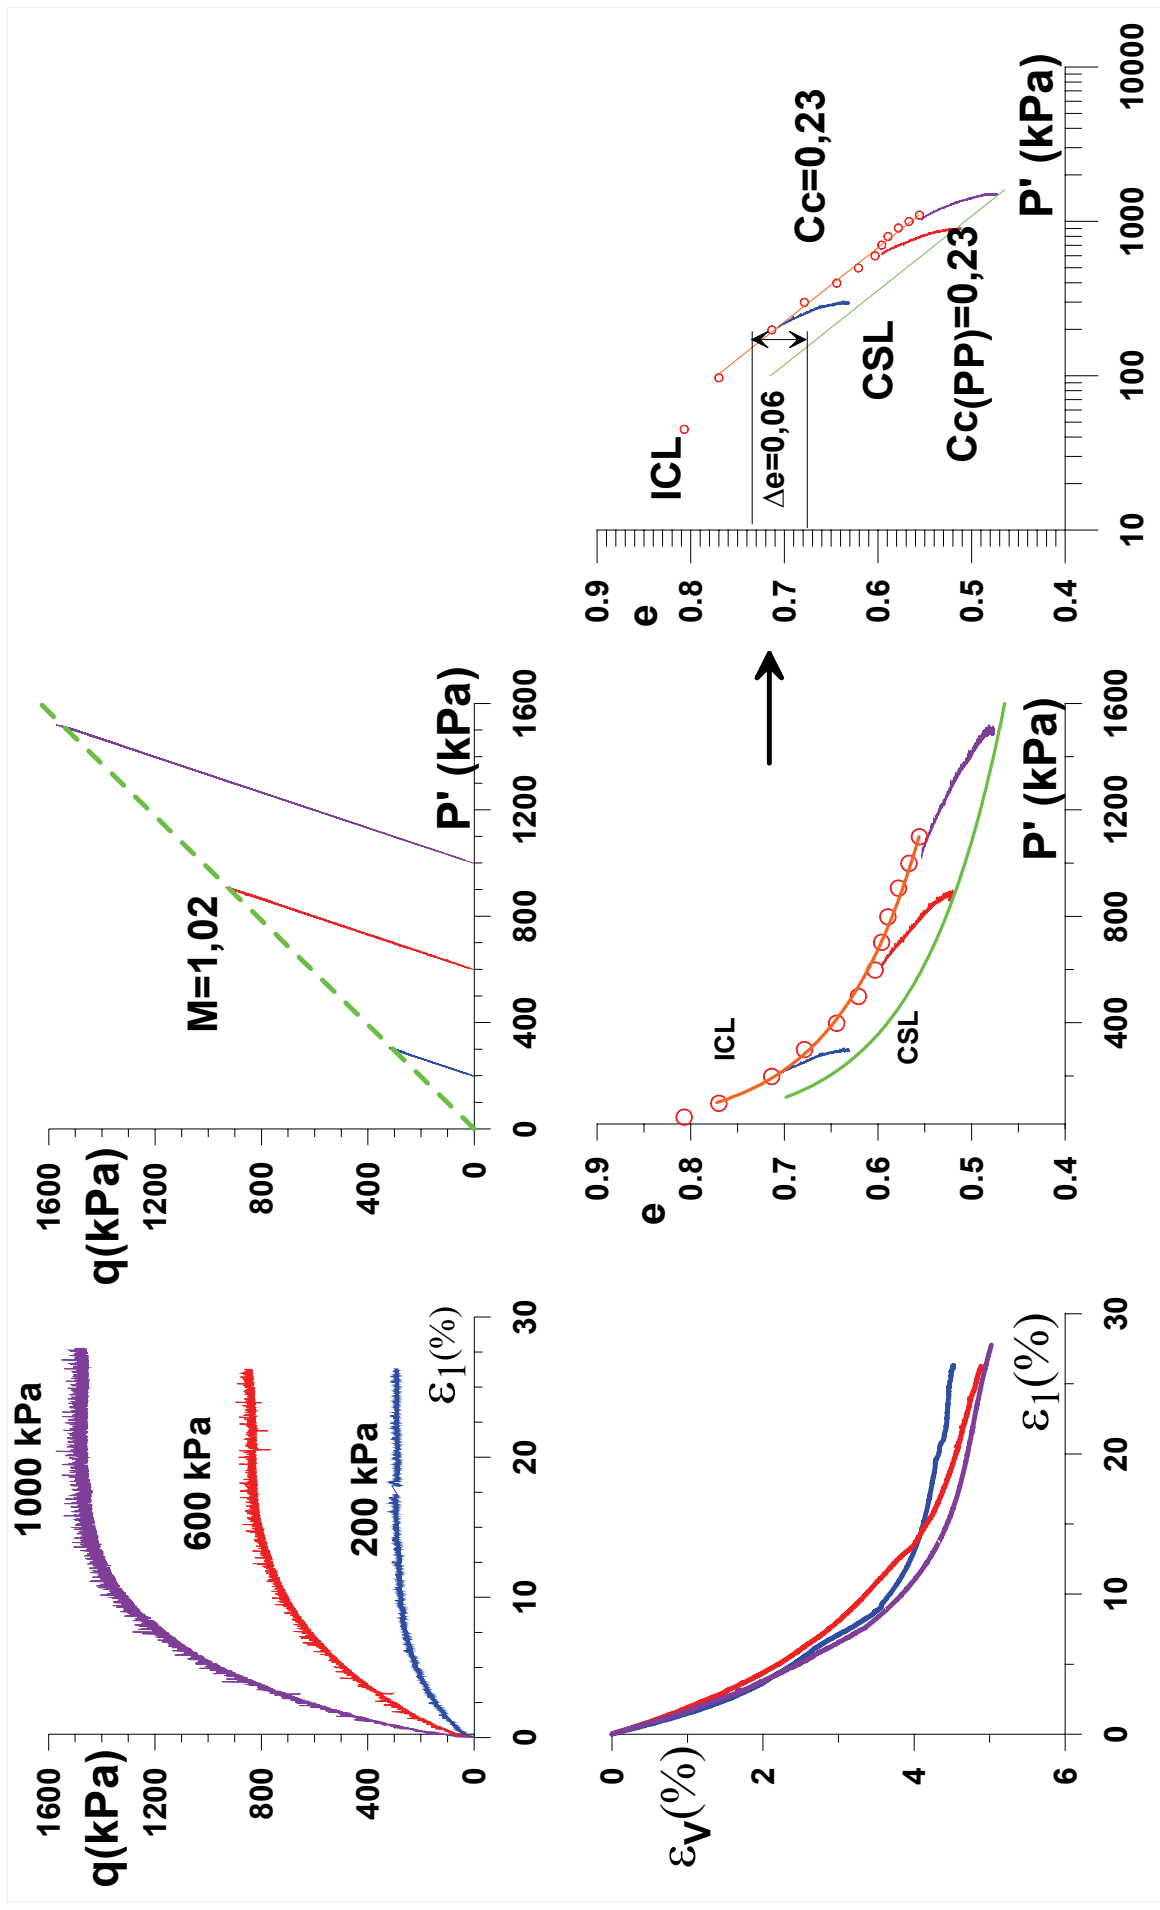 1600
1200
800
400
0
q(kPa)
1000 kPa
600 kPa
200 kPa
ε1(%)
0
10
20
30
1600
1200
800
400
0
q(kPa)
M=1,02
P' (kPa)
0
400
800
1200
1600
0
2
4
6
εv(%)
ε1(%)
0
10
20
30
0.9
0.8
0.7
0.6
0.5
0.4
e
ICL
CSL
P' (kPa)
400
800
1200
1600
0.9
0.8
0.7
0.6
0.5
0.4
e
ICL
Δe=0,06
Cc=0,23
CSL
Cc(PP)=0,23
P' (kPa)
10
100
1000
10000